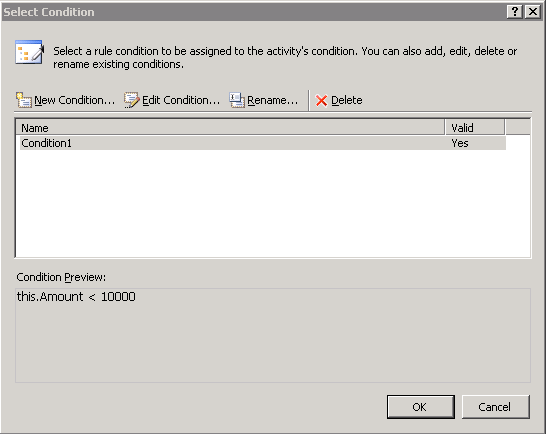 Select Condition
Select a rule condition to be assigned to the activity's condition. You can also add, edit, delete or
rename existing conditions.
New Condition... Edit Condition... Rename... Delete
Name Valid
Condition1 Yes
Condition Preview:
this.Amount < 10000
OK Cancel